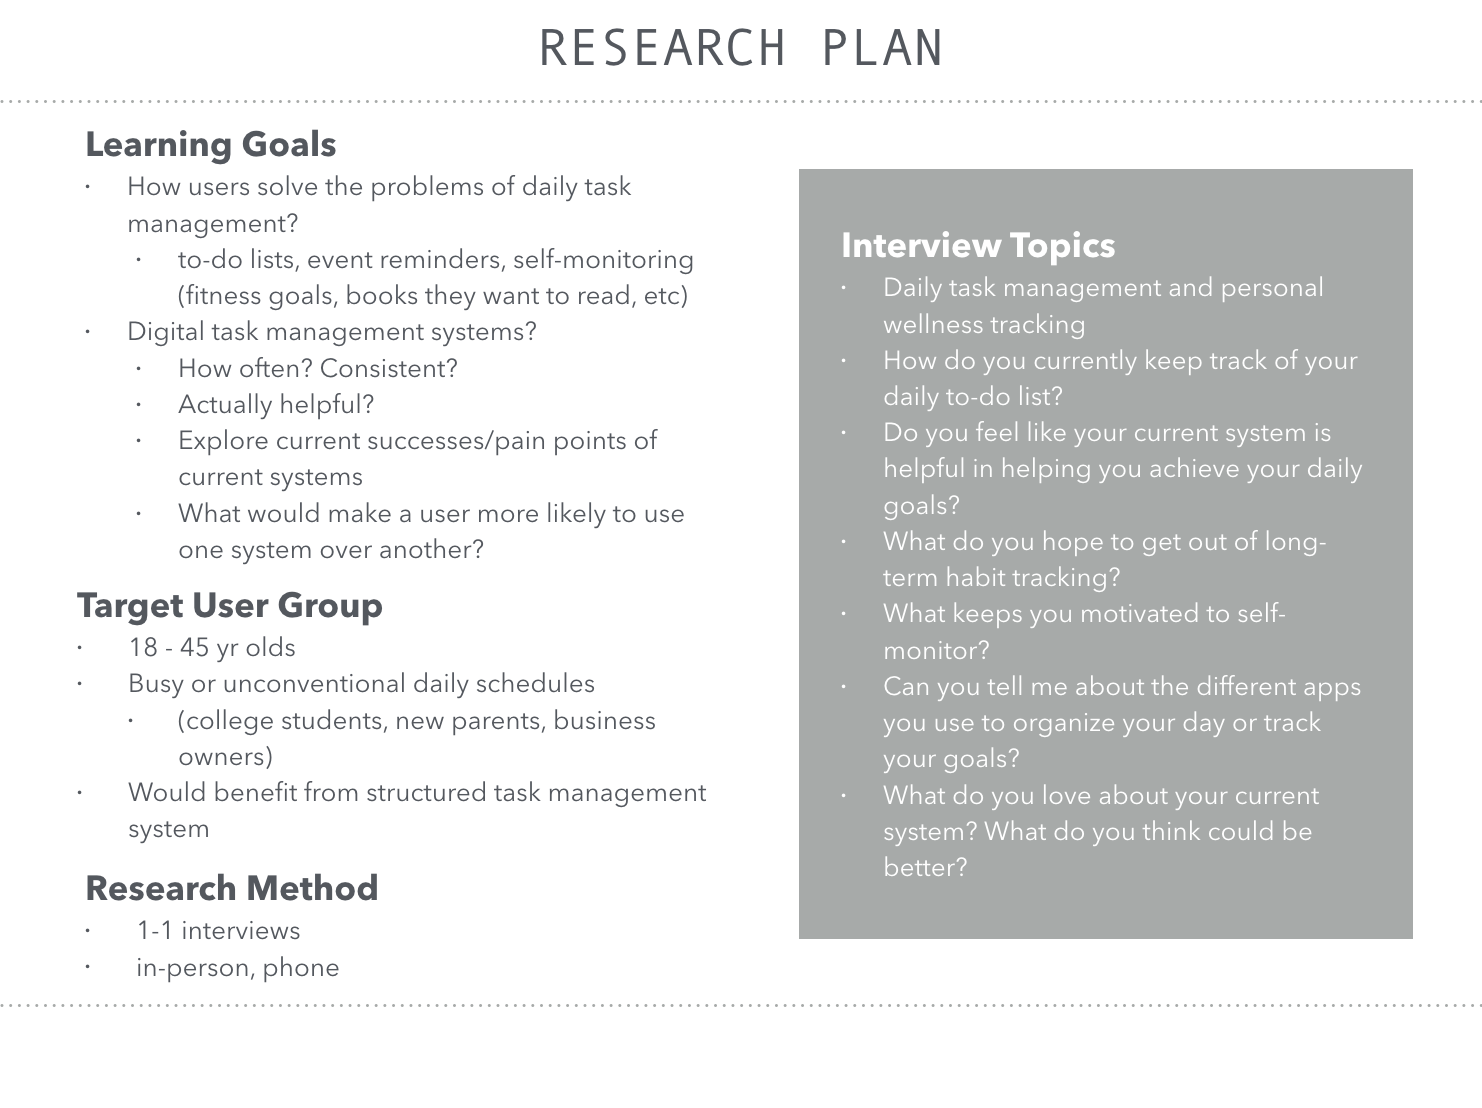 RESEARCH PLAN
Learning Goals
· How users solve the problems of daily task
management?
· to-do lists, event reminders, self-monitoring
(fitness goals, books they want to read, etc)
· Digital task management systems?
· How often? Consistent?
· Actually helpful?
· Explore current successes/pain points of
current systems
· What would make a user more likely to use
one system over another?
Target User Group
· 18 - 45 yr olds
· Busy or unconventional daily schedules
· (college students, new parents, business
owners)
· Would benefit from structured task management
system
Research Method
· 1-1 interviews
· in-person, phone
Interview Topics
· Daily task management and personal
wellness tracking
· How do you currently keep track of your
daily to-do list?
· Do you feel like your current system is
helpful in helping you achieve your daily
goals?
· What do you hope to get out of long-
term habit tracking?
· What keeps you motivated to self-
monitor?
· Can you tell me about the different apps
you use to organize your day or track
your goals?
· What do you love about your current
system? What do you think could be
better?